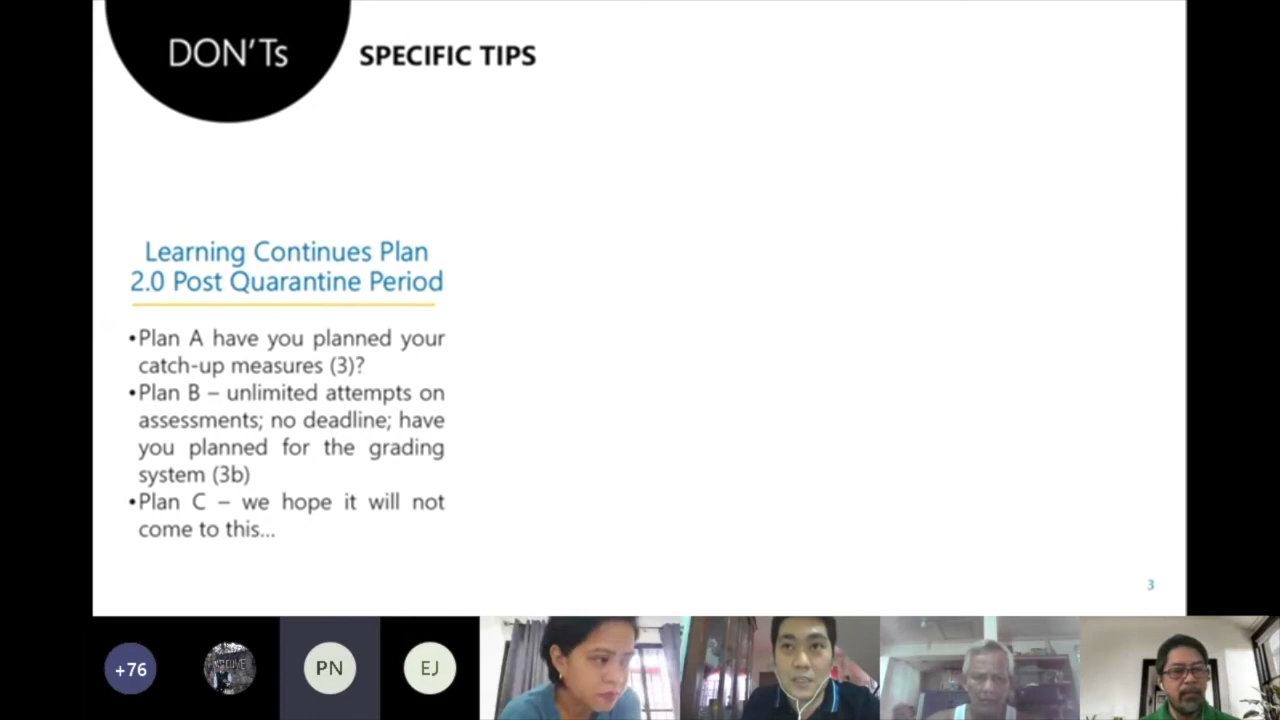 DON'Ts
SPECIFIC TIPS
Learning Continues Plan
2.0 Post Quarantine Period
•Plan A have you planned your
catch-up measures (3)?
•Plan B – unlimited attempts on
assessments; no deadline; have
you planned for the grading
system (3b)
•Plan C – we hope it will not
come to this...
3
+76
PN
EJ